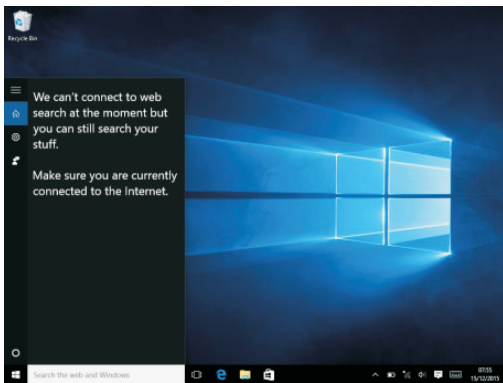 Recycle Bin
We can't connect to web
search at the moment but
you can still search your
stuff.
Make sure you are currently
connected to the Internet.
Search the web and Windows
07:55
15/12/2015